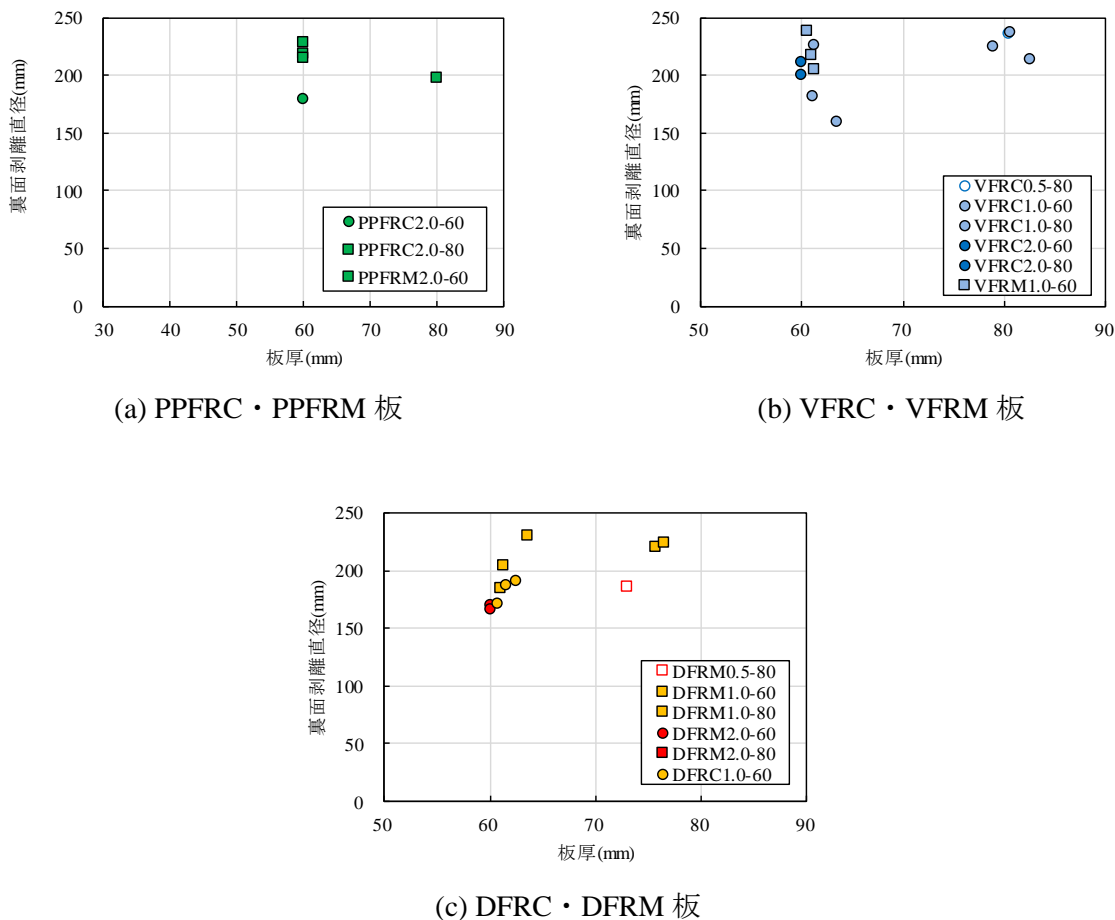 250
200
150
100
50
0
裏面剥離直径(mm)
30 40 50 60 70 80 90
板厚(mm)
PPFRC2.0-60
PPFRC2.0-80
PPFRM2.0-60
(a) PPFRC・PPFRM 板
250
200
150
100
50
0
裏面剥離直径(mm)
50 60 70 80 90
板厚(mm)
VFRC0.5-80
VFRC1.0-60
VFRC1.0-80
VFRC2.0-60
VFRC2.0-80
VFRM1.0-60
(b) VFRC・VFRM 板
250
200
150
100
50
0
裏面剥離直径(mm)
50 60 70 80 90
板厚(mm)
DFRM0.5-80
DFRM1.0-60
DFRM1.0-80
DFRM2.0-60
DFRM2.0-80
DFRC1.0-60
(c) DFRC・DFRM 板